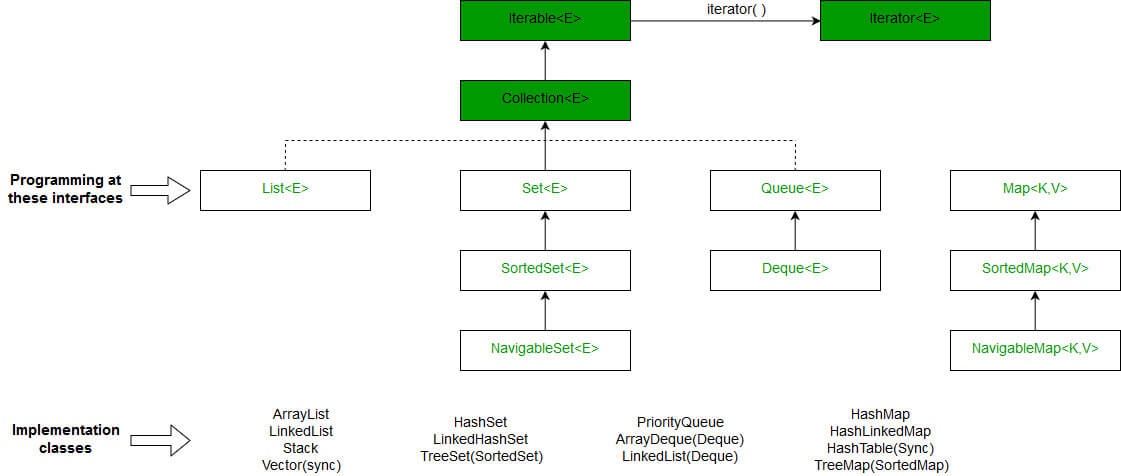 Iterable<E>
iterator( )
Iterator<E>
Collection<E>
Programming at
these interfaces
List<E>
Set<E>
Queue<E>
Map<K,V>
SortedSet<E>
Deque<E>
SortedMap<K,V>
NavigableSet<E>
NavigableMap<K,V>
Implementation
classes
ArrayList
LinkedList
Stack
Vector(sync)
HashSet
LinkedHashSet
TreeSet(SortedSet)
PriorityQueue
ArrayDeque(Deque)
LinkedList(Deque)
HashMap
HashLinkedMap
HashTable(Sync)
TreeMap(SortedMap)